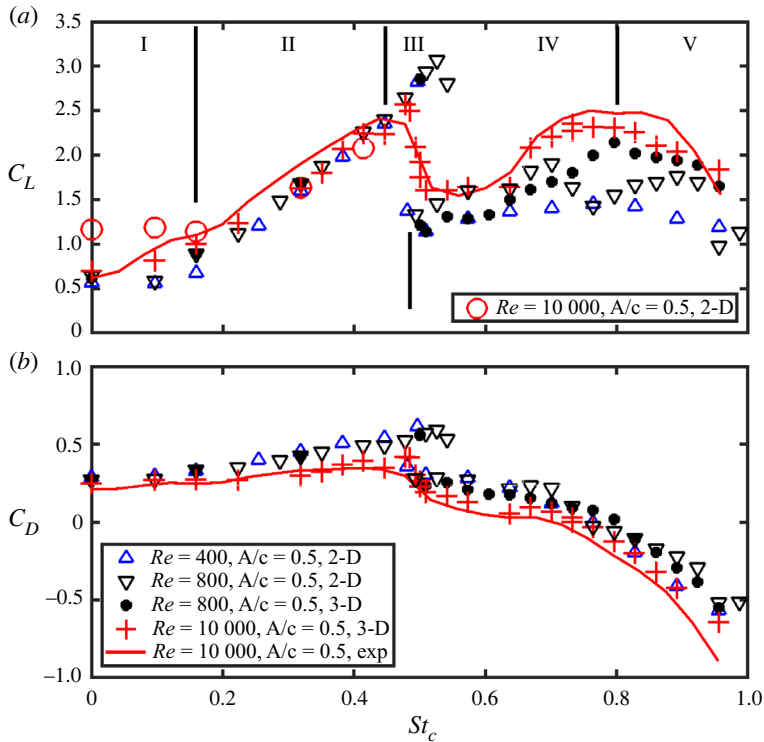 (a)
I II III IV V
3.5
3.0
2.5
2.0
1.5
1.0
0.5
0
C_L
Re = 10 000, A/c = 0.5, 2-D
(b)
1.0
0.5
0
−0.5
−1.0
C_D
Re = 400, A/c = 0.5, 2-D
Re = 800, A/c = 0.5, 2-D
Re = 800, A/c = 0.5, 3-D
Re = 10 000, A/c = 0.5, 3-D
Re = 10 000, A/c = 0.5, exp
0 0.2 0.4 0.6 0.8 1.0
St_c